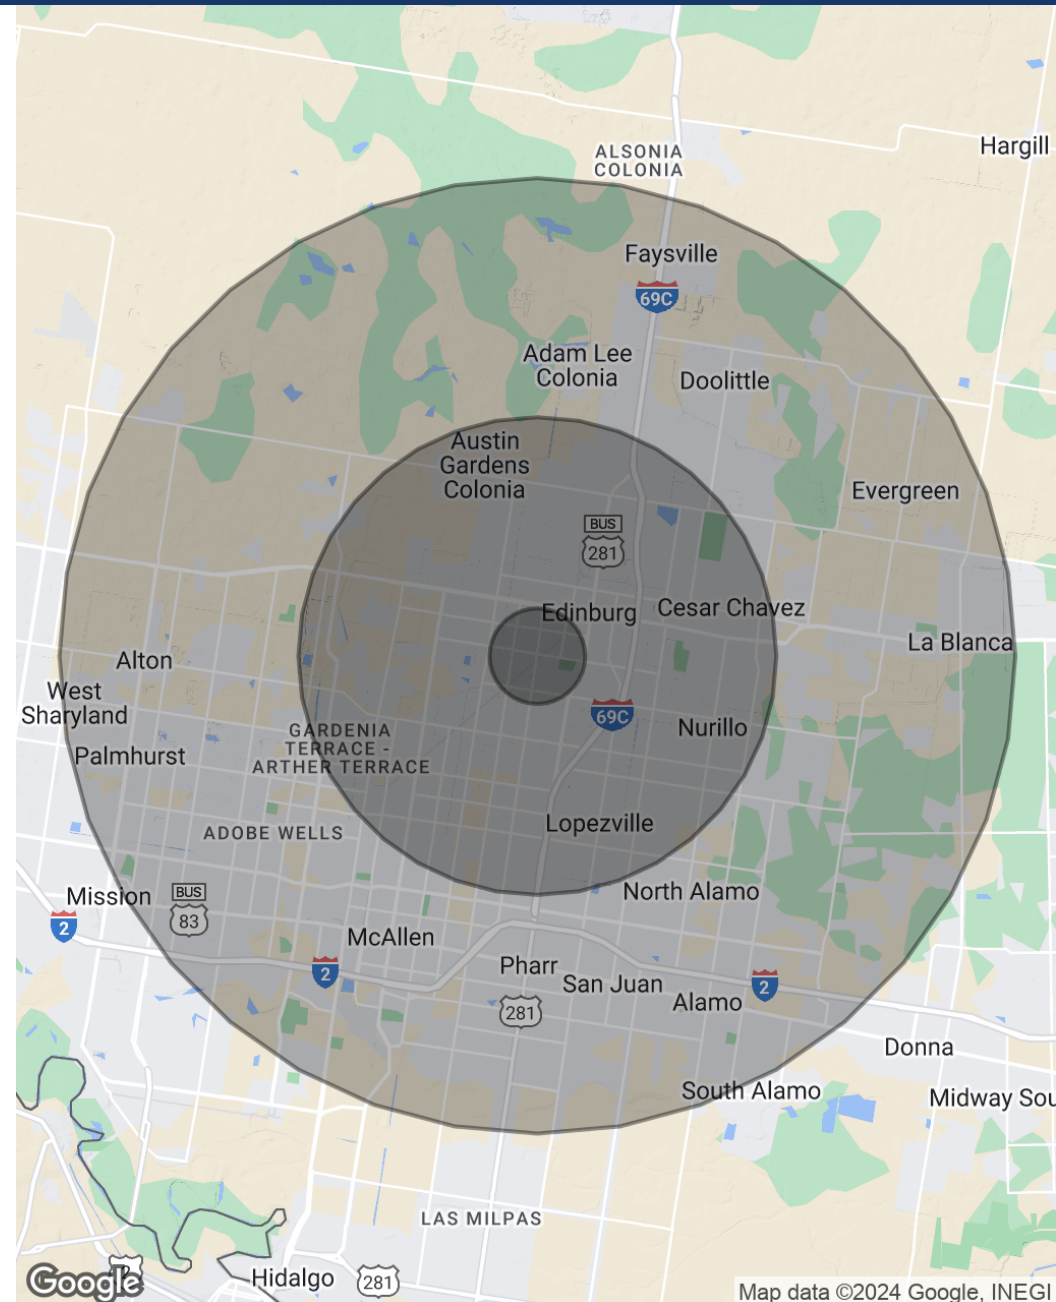 ALSONIA
COLONIA
Hargill
Faysville
69C
Adam Lee
Colonia
Doolittle
Austin
Gardens
Colonia
Evergreen
BUS
281
Edinburg
Cesar Chavez
La Blanca
Alton
West
Sharyland
69C
Nurillo
GARDENIA
TERRACE -
ARTHER TERRACE
Palmhurst
Lopezville
ADOBE WELLS
Mission
BUS
83
2
North Alamo
McAllen
2
Pharr
San Juan
2
Alamo
281
Donna
South Alamo
Midway Sou
LAS MILPAS
Google
Hidalgo
281
Map data ©2024 Google, INEGI